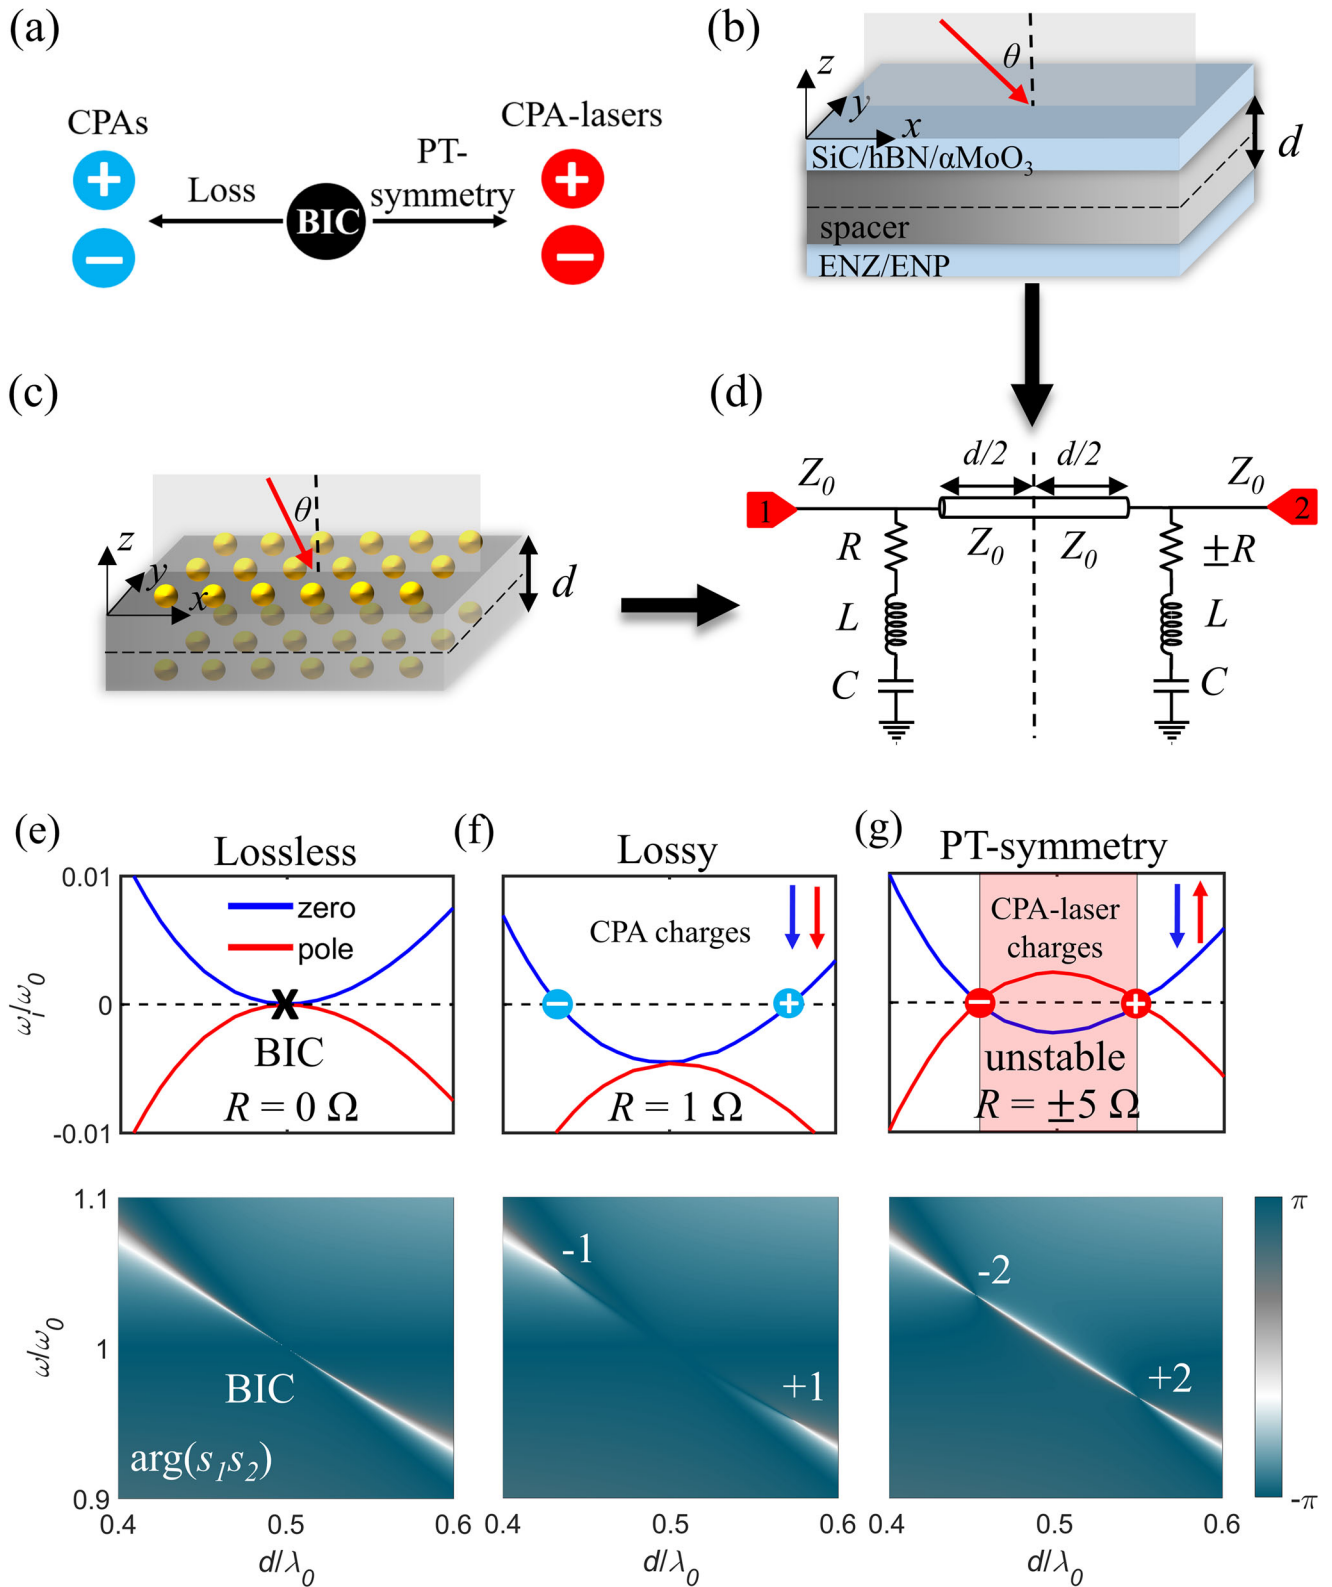 (a)
CPAs
CPA-lasers
+
+
Loss
BIC
PT-
symmetry
−
−
(b)
θ
z
y
x
d
SiC/hBN/αMoO₃
spacer
ENZ/ENP
(c)
θ
z
y
x
d
(d)
d/2 d/2
Z₀ Z₀
1 2
R Z₀ Z₀ ±R
L L
C C
(e)
Lossless
0.01
zero
pole
ωᵢ/ω₀
0
X
BIC
R = 0 Ω
-0.01
(f)
Lossy
CPA charges
− +
R = 1 Ω
(g)
PT-symmetry
CPA-laser
charges
− +
unstable
R = ±5 Ω
1.1
ω/ω₀
1
0.9
BIC
arg(s₁s₂)
-1
+1
-2
+2
π
-π
0.4 0.5 0.6
d/λ₀
0.4 0.5 0.6
d/λ₀
0.4 0.5 0.6
d/λ₀